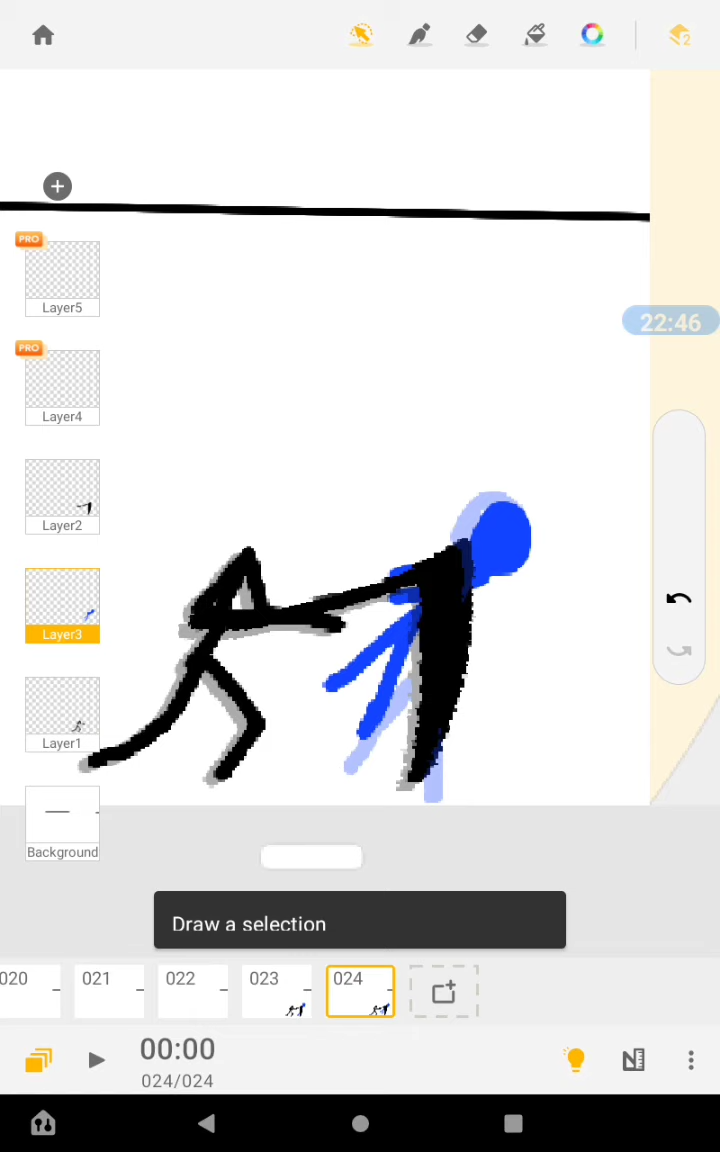 2
PRO
Layer5
22:46
PRO
Layer4
Layer2
Layer3
Layer1
Background
Draw a selection
020 021 022 023 024
00:00
024/024